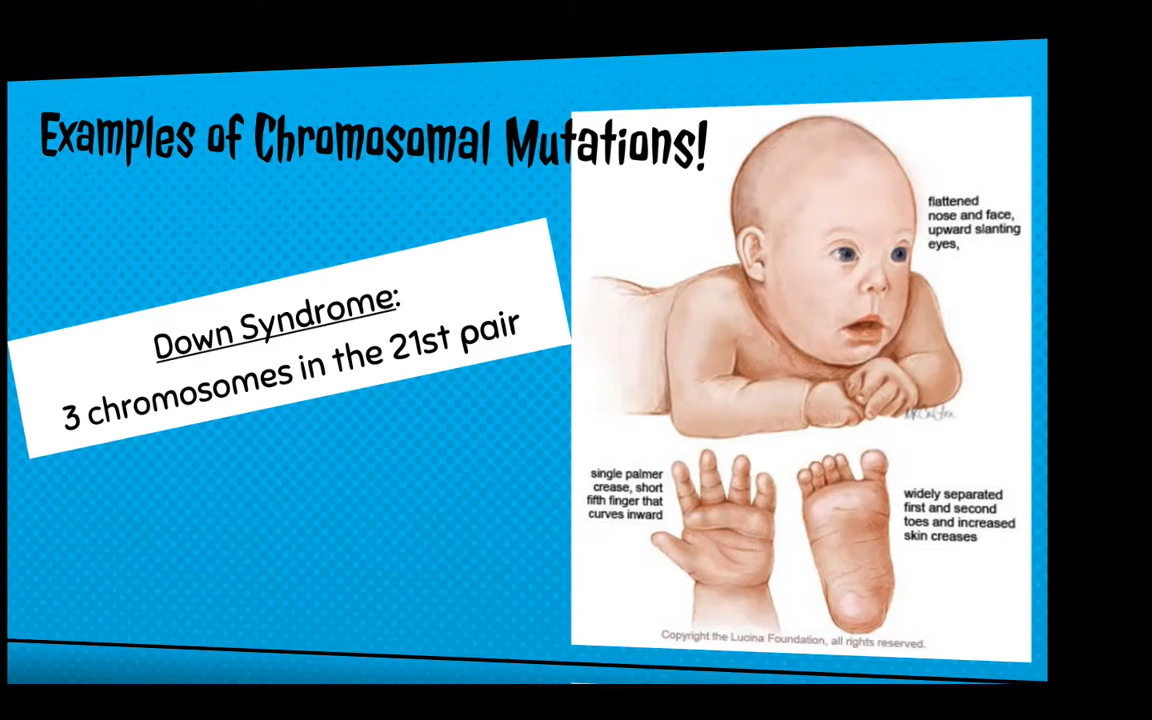 Examples of Chromosomal Mutations!
Down Syndrome:
3 chromosomes in the 21st pair
flattened
nose and face,
upward slanting
eyes,
single palmer
crease, short
fifth finger that
curves inward
widely separated
first and second
toes and increased
skin creases
Copyright the Lucina Foundation, all rights reserved.